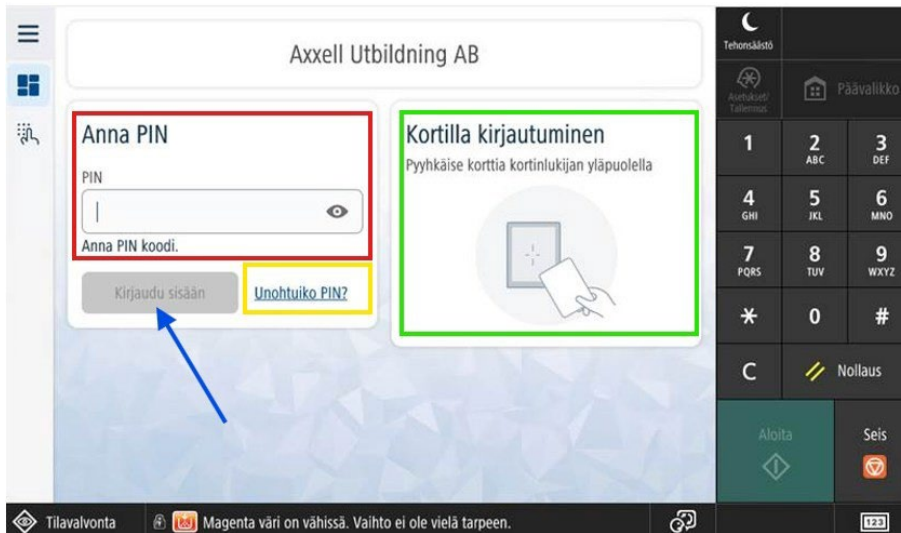 Axxell Utbildning AB
Anna PIN
PIN
Anna PIN koodi.
Kirjaudu sisään
Unohtuiko PIN?
Kortilla kirjautuminen
Pyyhkäise korttia kortinlukijan yläpuolella
Tehonsäästö
Asetukset/
Tallennus
Päävalikko
1
2
ABC
3
DEF
4
GHI
5
JKL
6
MNO
7
PQRS
8
TUV
9
WXYZ
*
0
#
C
Nollaus
Aloita
Seis
Tilavalvonta
Magenta väri on vähissä. Vaihto ei ole vielä tarpeen.
123